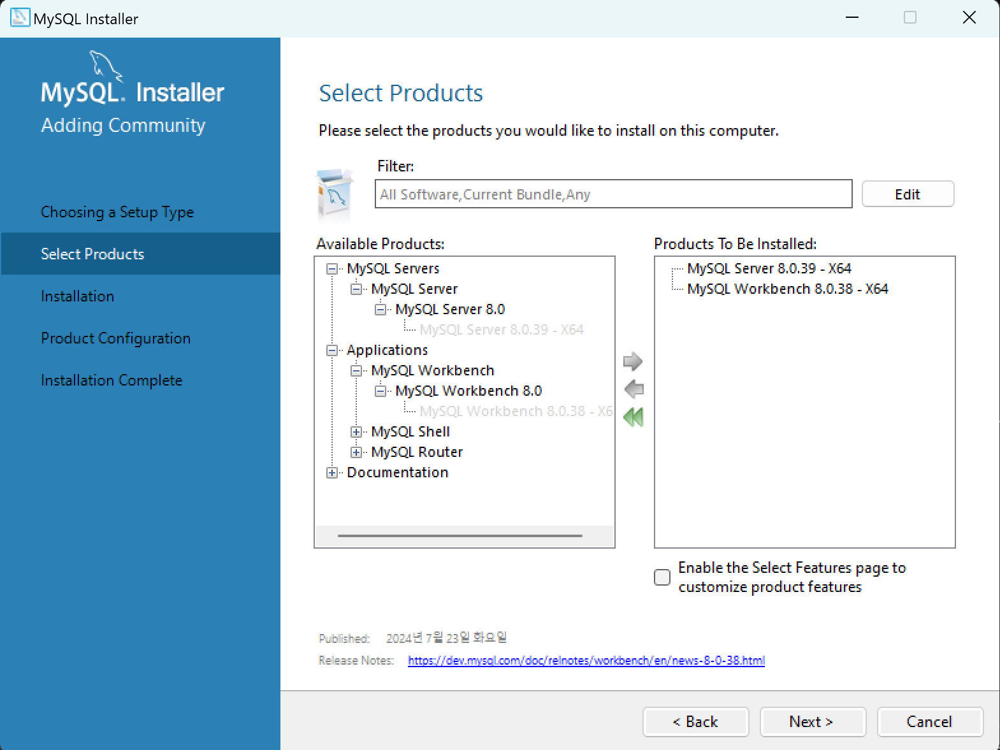 MySQL Installer
MySQL. Installer
Adding Community
Choosing a Setup Type
Select Products
Installation
Product Configuration
Installation Complete
Select Products
Please select the products you would like to install on this computer.
Filter:
All Software,Current Bundle,Any
Edit
Available Products:
MySQL Servers
MySQL Server
MySQL Server 8.0
MySQL Server 8.0.39 - X64
Applications
MySQL Workbench
MySQL Workbench 8.0
MySQL Workbench 8.0.38 - X6
MySQL Shell
MySQL Router
Documentation
Products To Be Installed:
MySQL Server 8.0.39 - X64
MySQL Workbench 8.0.38 - X64
Enable the Select Features page to
customize product features
Published: 2024년 7월 23일 화요일
Release Notes: https://dev.mysql.com/doc/relnotes/workbench/en/news-8-0-38.html
< Back
Next >
Cancel